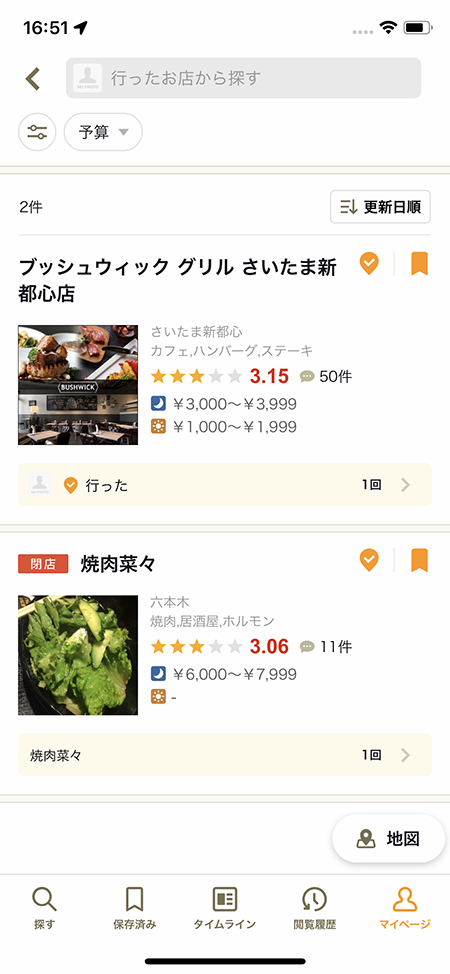 16:51
行ったお店から探す
予算
2件
更新日順
ブッシュウィック グリル さいたま新
都心店
さいたま新都心
カフェ,ハンバーグ,ステーキ
3.15 50件
BUSHWICK
￥3,000～￥3,999
￥1,000～￥1,999
行った 1回
閉店 焼肉菜々
六本木
焼肉,居酒屋,ホルモン
3.06 11件
￥6,000～￥7,999
-
焼肉菜々 1回
地図
探す 保存済み タイムライン 閲覧履歴 マイページ